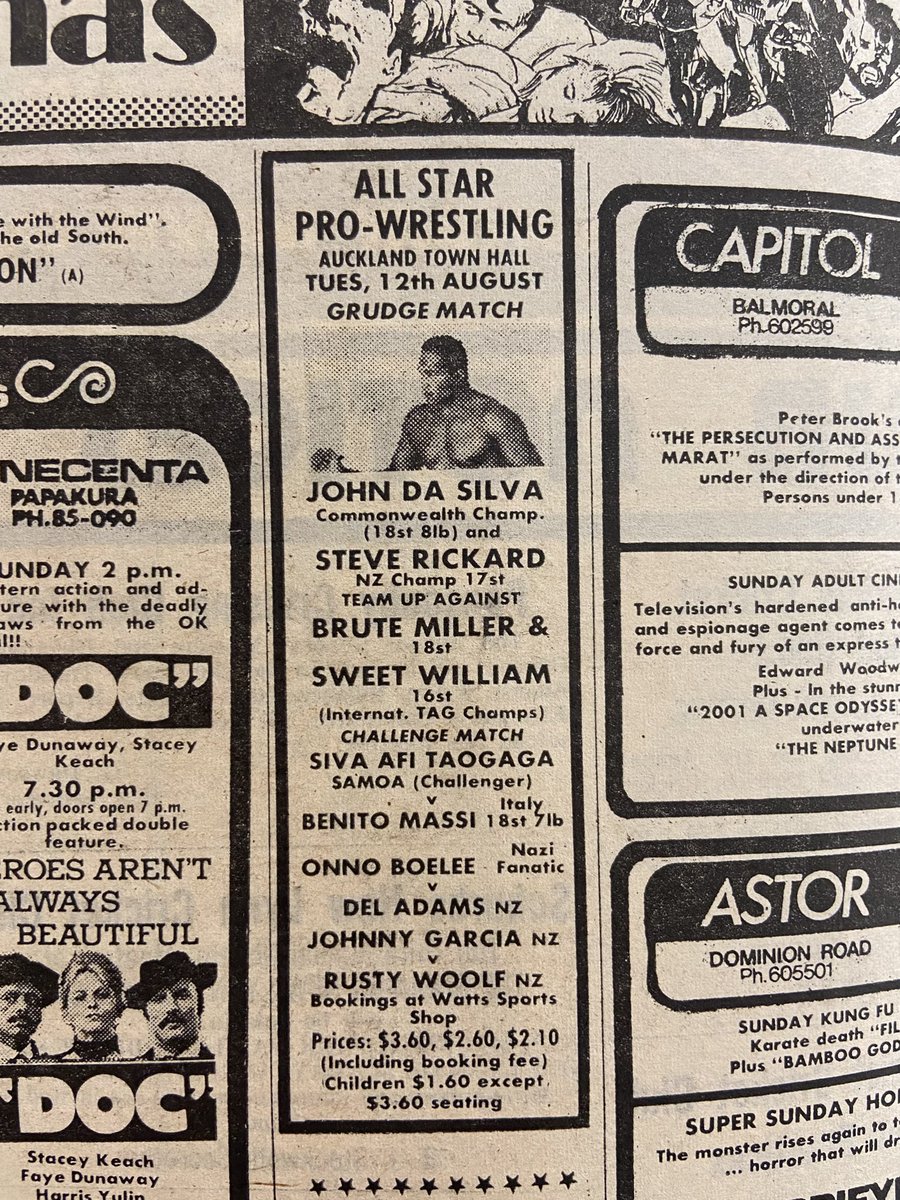 nas
e with the Wind".
he old South.
ON" (A)
NECENTA
PAPAKURA
PH.85-090
UNDAY 2 p.m.
tern action and ad-
ure with the deadly
aws from the OK
l!!
DOC"
ye Dunaway, Stacey
Keach
7.30 p.m.
early, doors open 7 p.m.
ction packed double
feature.
EROES AREN'T
ALWAYS
BEAUTIFUL
"DOC"
Stacey Keach
Faye Dunaway
Harris Yulin
ALL STAR
PRO-WRESTLING
AUCKLAND TOWN HALL
TUES, 12th AUGUST
GRUDGE MATCH
JOHN DA SILVA
Commonwealth Champ.
(18st 8lb) and
STEVE RICKARD
NZ Champ 17st
TEAM UP AGAINST
BRUTE MILLER &
18st
SWEET WILLIAM
16st
(Internat. TAG Champs)
CHALLENGE MATCH
SIVA AFI TAOGAGA
SAMOA (Challenger)
v
BENITO MASSI Italy 18st 7lb
ONNO BOELEE Nazi Fanatic
v
DEL ADAMS NZ
JOHNNY GARCIA NZ
v
RUSTY WOOLF NZ
Bookings at Watts Sports
Shop
Prices: $3.60, $2.60, $2.10
(Including booking fee)
Children $1.60 except
$3.60 seating
CAPITOL
BALMORAL
Ph.602599
Peter Brook's
"THE PERSECUTION AND ASS
MARAT" as performed by t
under the direction of t
Persons under 1
SUNDAY ADULT CIN
Television's hardened anti-h
and espionage agent comes t
force and fury of an express t
Edward Woodw
Plus - In the stunn
"2001 A SPACE ODYSSEY
underwater
"THE NEPTUNE
ASTOR
DOMINION ROAD
Ph.605501
SUNDAY KUNG FU
Karate death "FIL
Plus "BAMBOO GOD
SUPER SUNDAY HO
The monster rises again to t
... horror that will dr